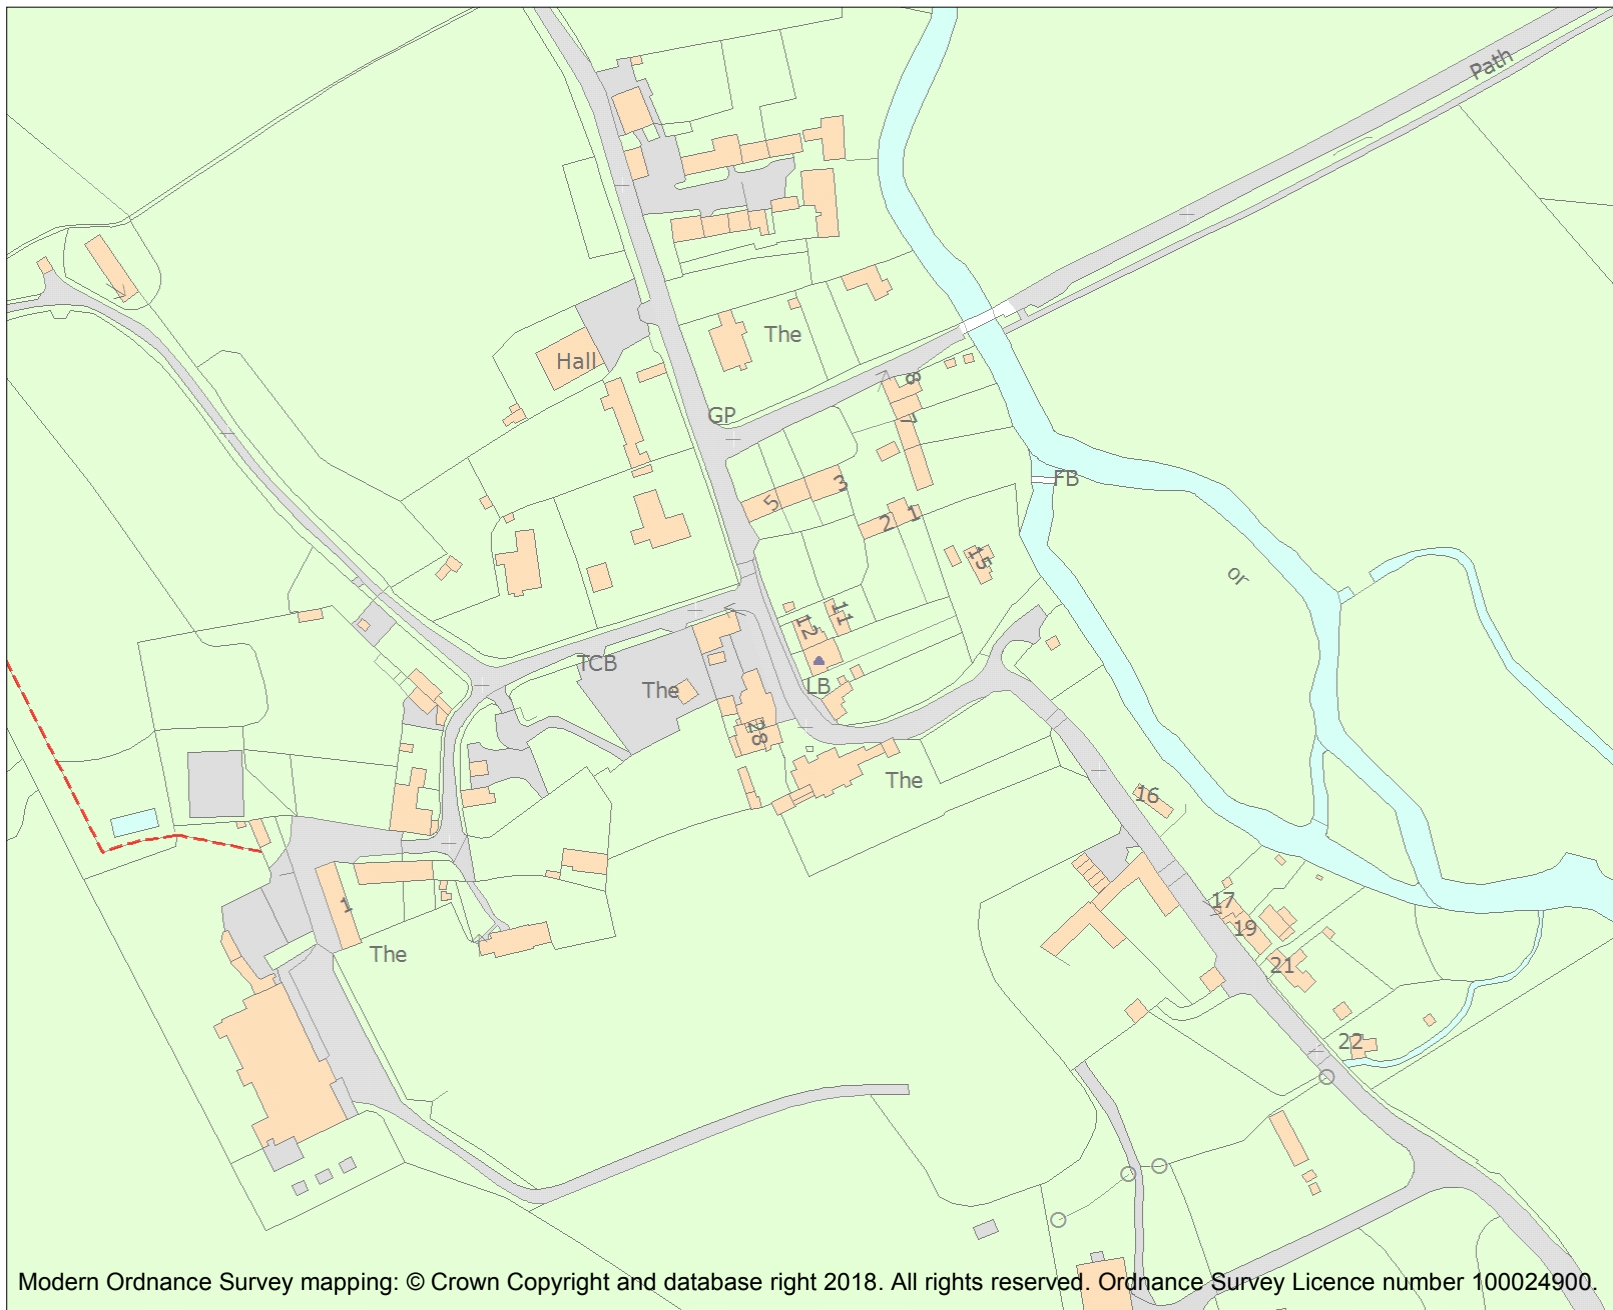 Path
The
Hall
8
GP
7
FB
3
5
1
2
15
or
11
12
TCB
The
LB
28
The
16
17
1
19
The
21
22
Modern Ordnance Survey mapping: © Crown Copyright and database right 2018. All rights reserved. Ordnance Survey Licence number 100024900.